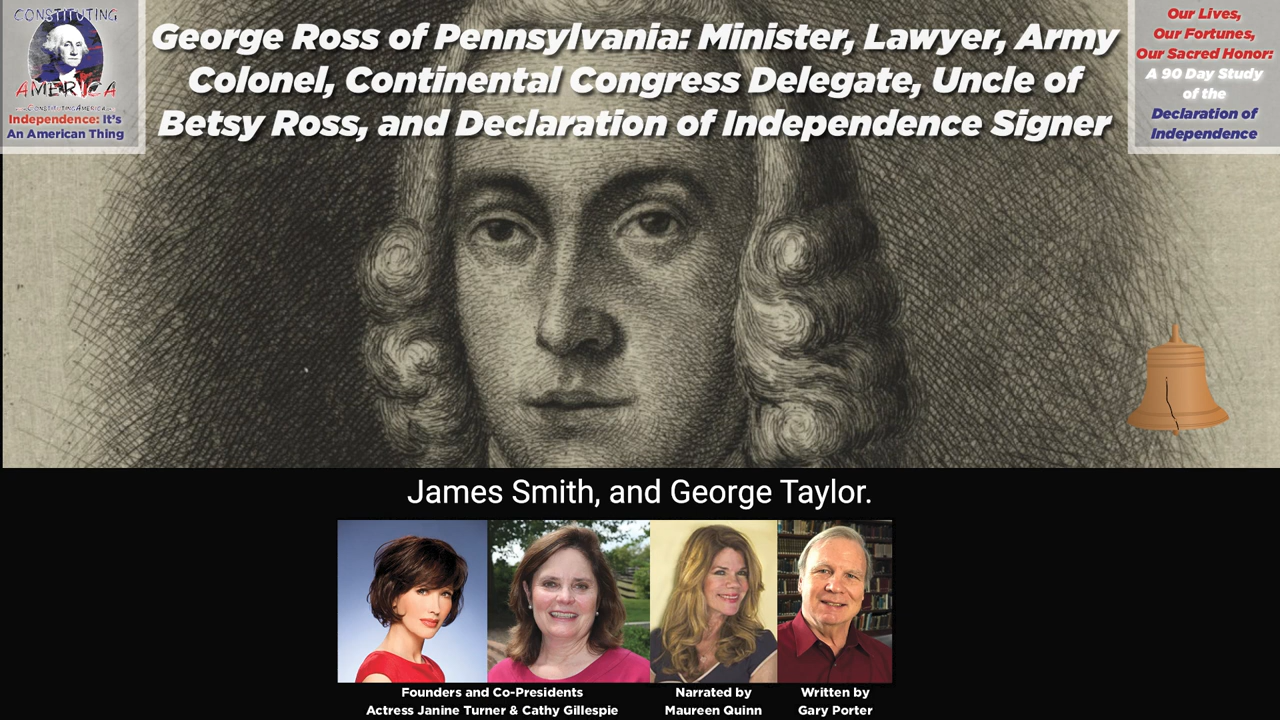 CONSTITUTING
AMERICA
Independence: It's
An American Thing
George Ross of Pennsylvania: Minister, Lawyer, Army
Colonel, Continental Congress Delegate, Uncle of
Betsy Ross, and Declaration of Independence Signer
Our Lives,
Our Fortunes,
Our Sacred Honor:
A 90 Day Study
of the
Declaration of
Independence
James Smith, and George Taylor.
Founders and Co-Presidents
Actress Janine Turner & Cathy Gillespie
Narrated by
Maureen Quinn
Written by
Gary Porter